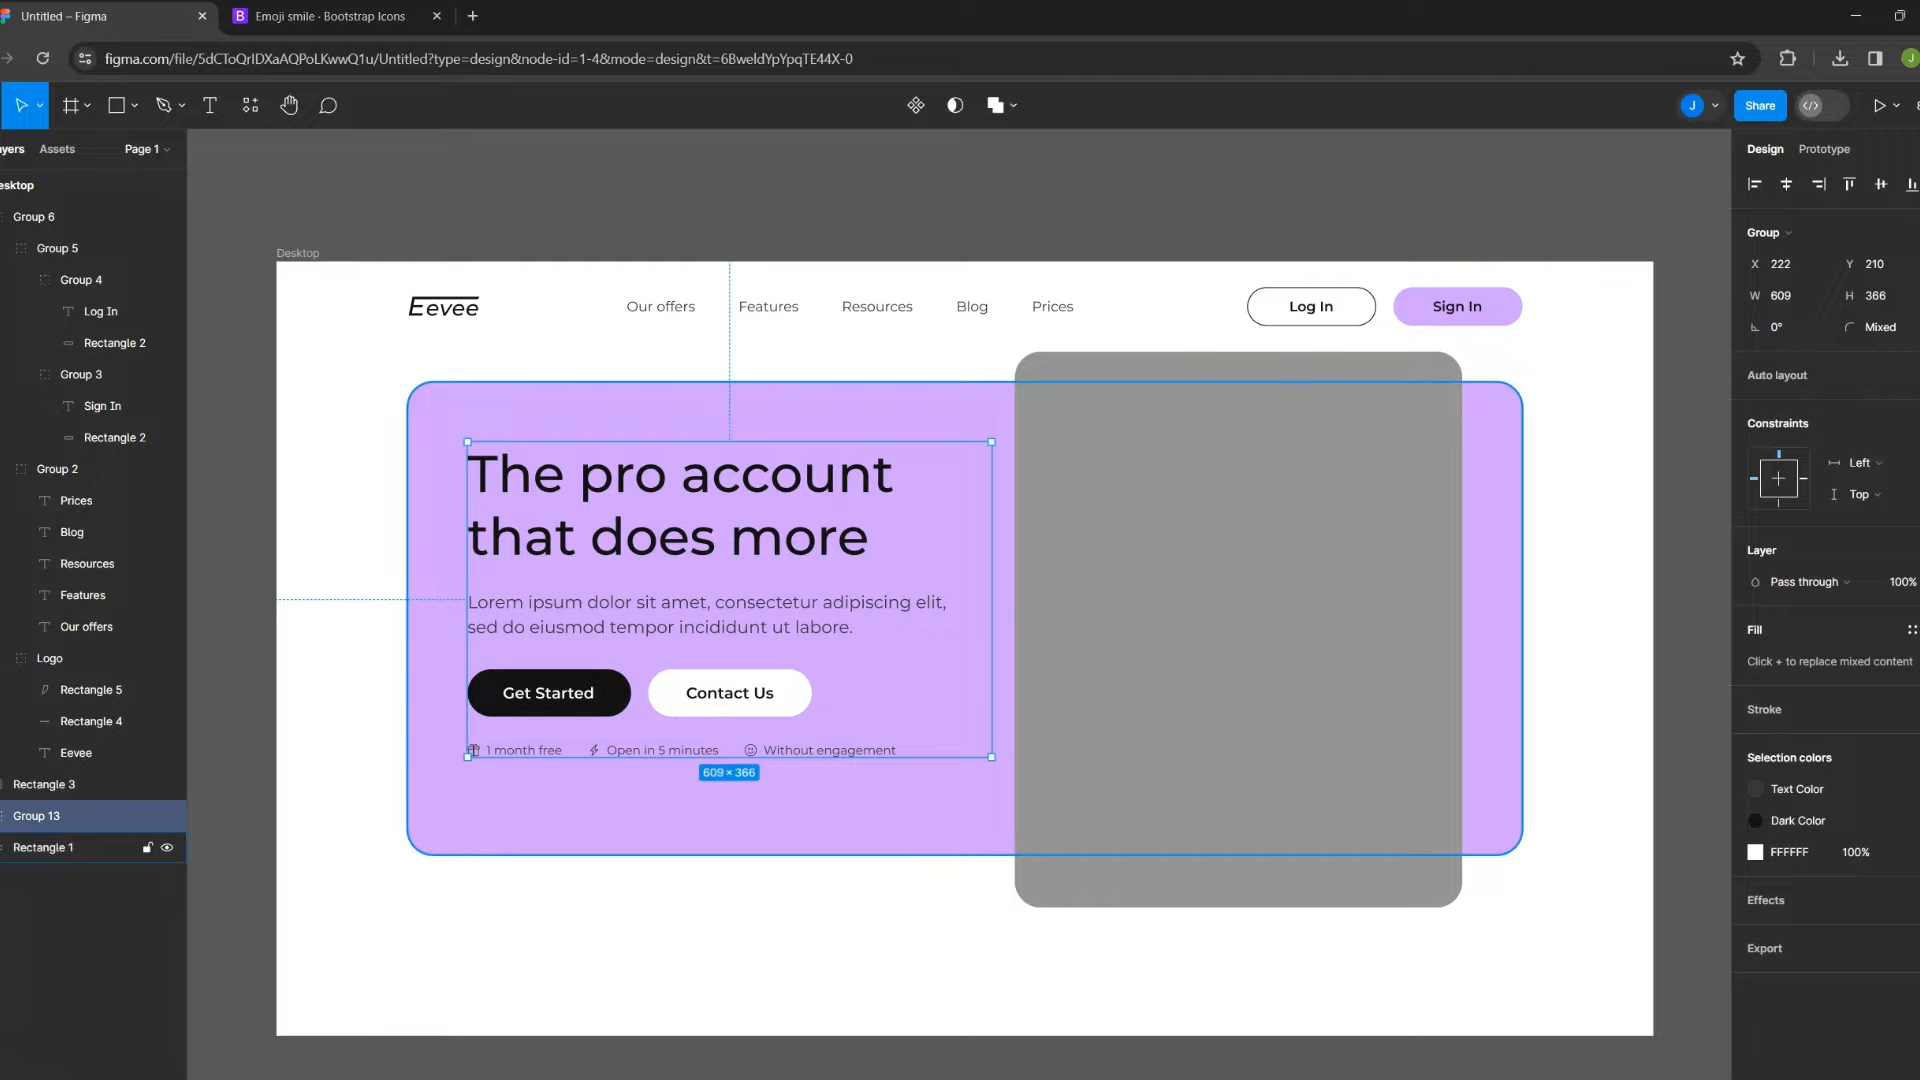 Untitled – Figma
Emoji smile · Bootstrap Icons
figma.com/file/5dCToQrIDXaAQPoLKwwQ1u/Untitled?type=design&node-id=1-4&mode=design&t=6BweldYpYpqTE44X-0
J
J
Share
ayers Assets Page 1
esktop
Group 6
Group 5
Group 4
Log In
Rectangle 2
Group 3
Sign In
Rectangle 2
Group 2
Prices
Blog
Resources
Features
Our offers
Logo
Rectangle 5
Rectangle 4
Eevee
Rectangle 3
Group 13
Rectangle 1
Desktop
Eevee Our offers Features Resources Blog Prices Log In Sign In
The pro account
that does more
Lorem ipsum dolor sit amet, consectetur adipiscing elit,
sed do eiusmod tempor incididunt ut labore.
Get Started Contact Us
1 month free Open in 5 minutes Without engagement
609 × 366
Design Prototype
Group
X 222 Y 210
W 609 H 366
0° Mixed
Auto layout
Constraints
Left
Top
Layer
Pass through 100%
Fill
Click + to replace mixed content
Stroke
Selection colors
Text Color
Dark Color
FFFFFF 100%
Effects
Export